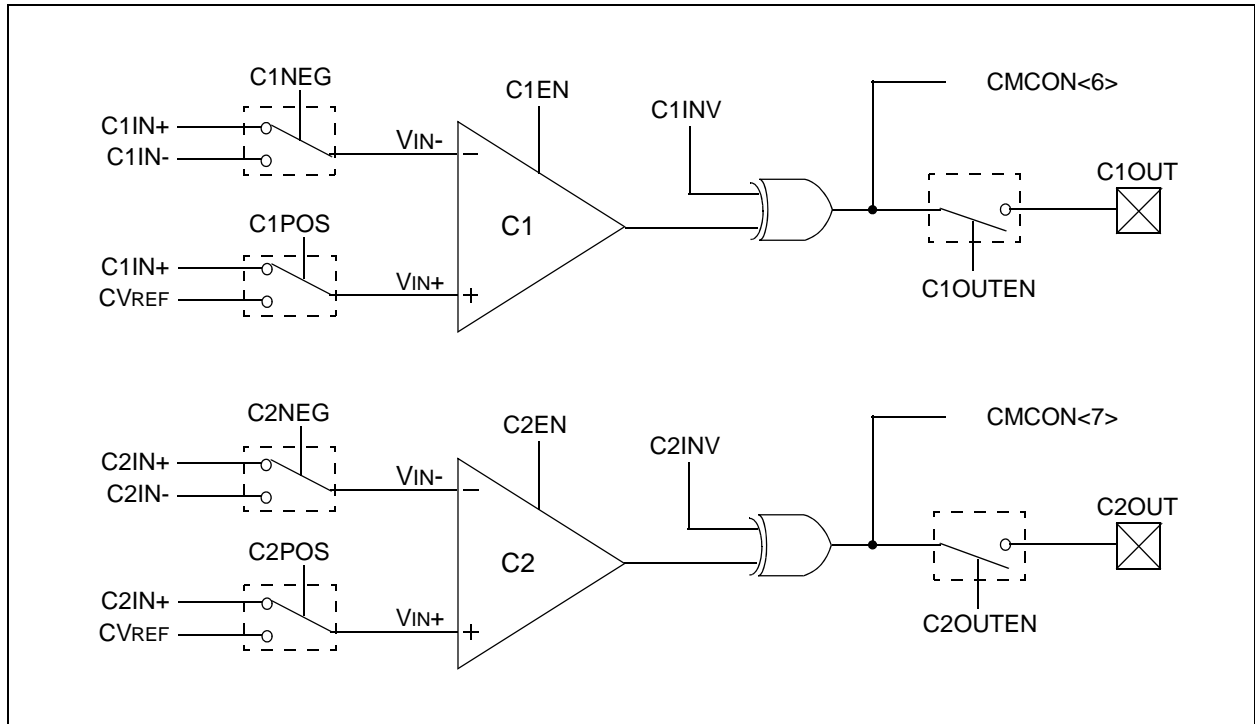 C1NEG
C1EN
CMCON<6>
C1INV
C1IN+
C1IN-
VIN-
–
C1OUT
C1POS
C1
C1IN+
CVREF
VIN+
+
C1OUTEN
C2NEG
C2EN
CMCON<7>
C2INV
C2IN+
C2IN-
VIN-
–
C2OUT
C2POS
C2
C2IN+
CVREF
VIN+
+
C2OUTEN